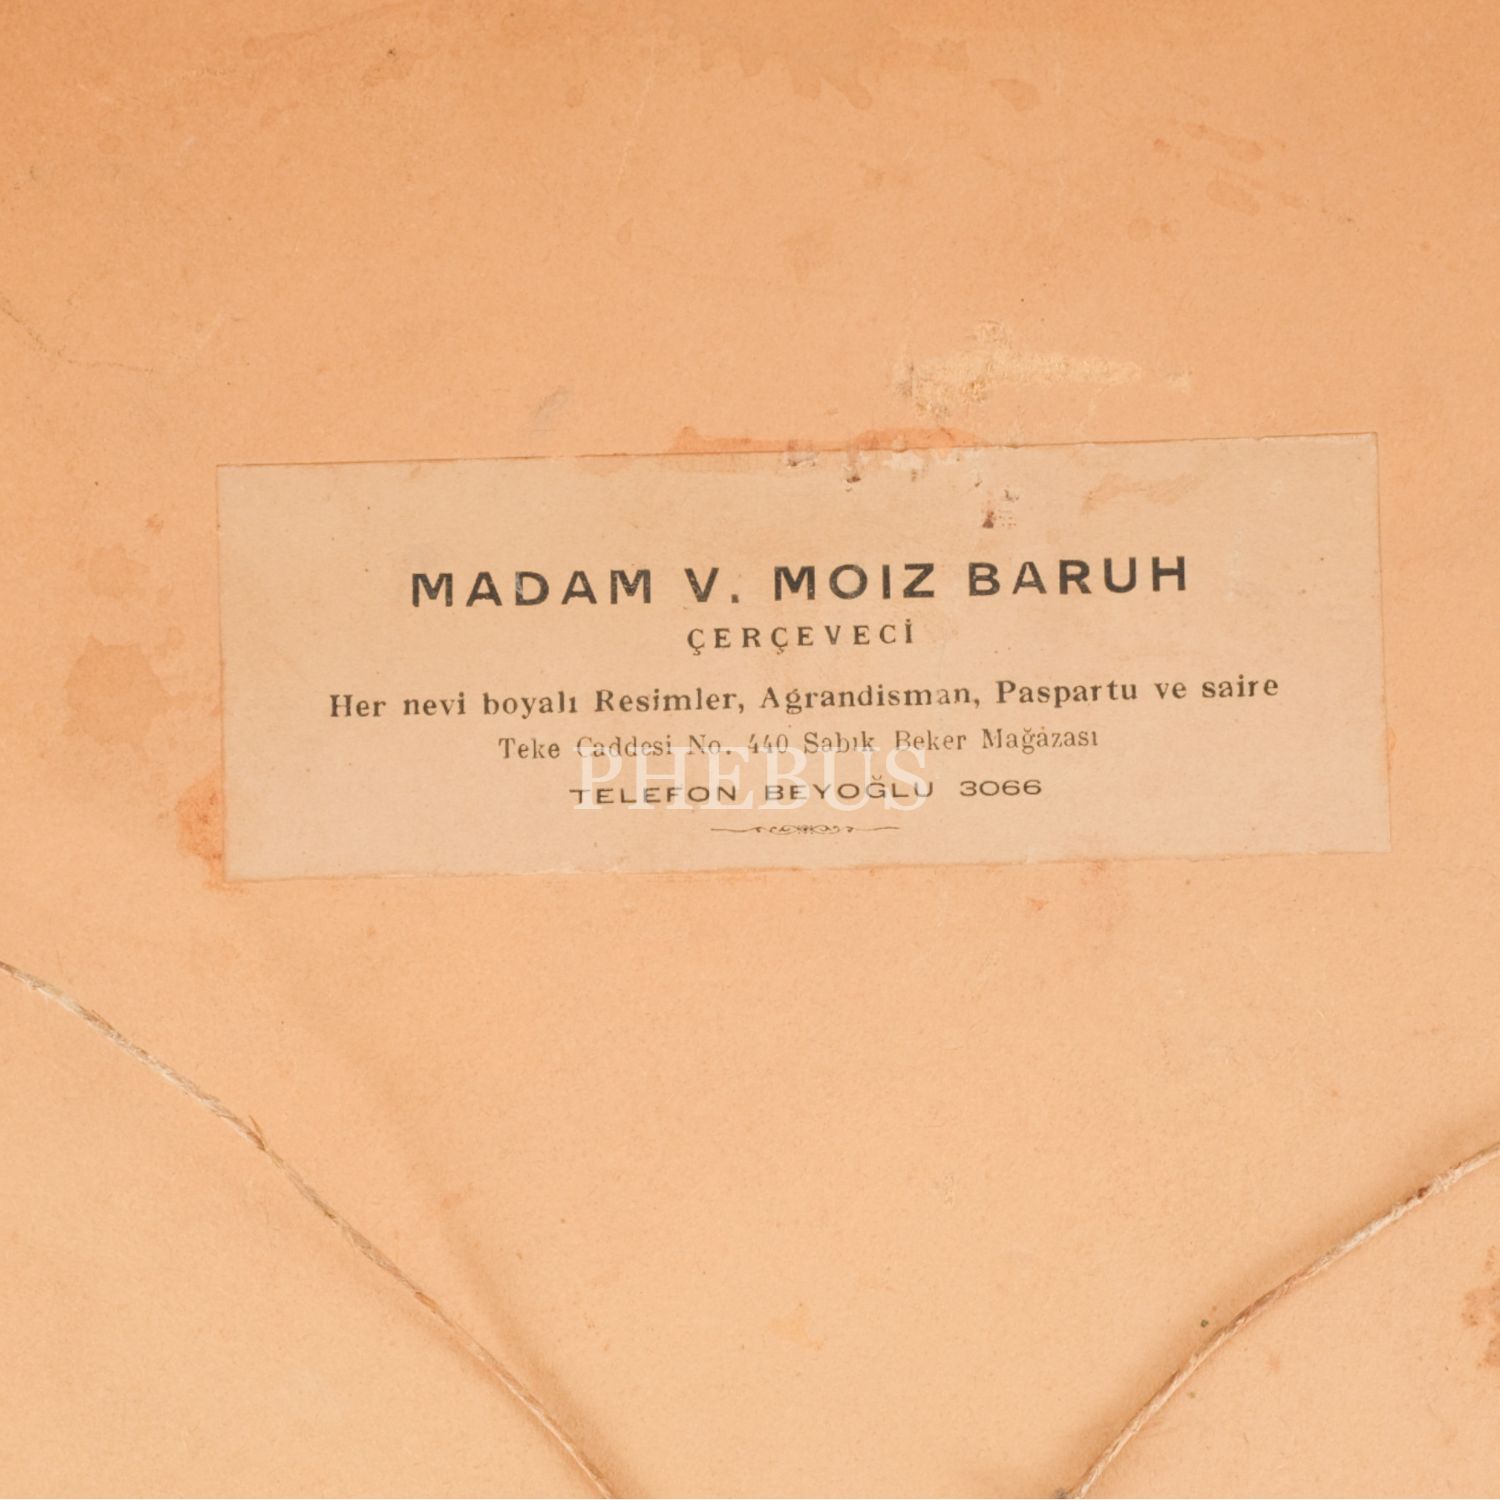 MADAM V. MOIZ BARUH
ÇERÇEVECİ
Her nevi boyalı Resimler, Agrandisman, Paspartu ve saire
Teke Caddesi No. 440 Sabık Beker Mağazası
PHEBUS
TELEFON BEYOĞLU 3066